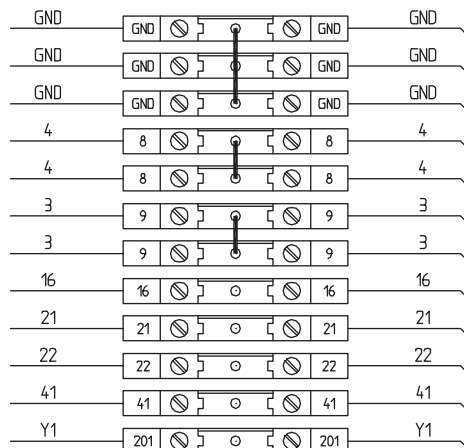 GND GND GND GND
GND GND GND GND
GND GND GND GND
4 8 8 4
4 8 8 4
3 9 9 3
3 9 9 3
16 16 16 16
21 21 21 21
22 22 22 22
41 41 41 41
Y1 201 201 Y1